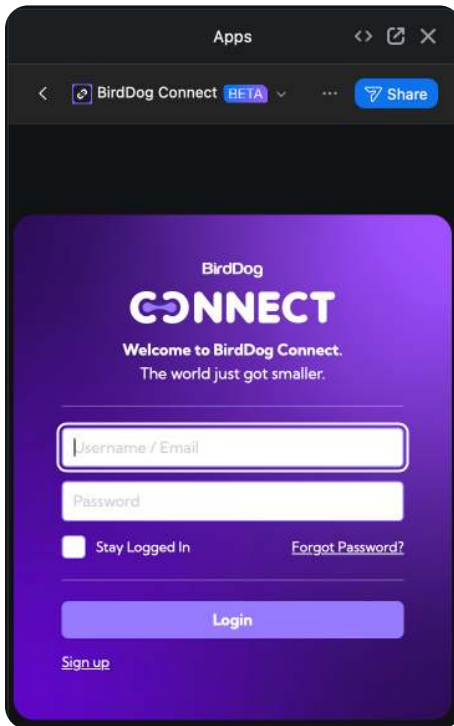 Apps
BirdDog Connect BETA
Share
BirdDog
CONNECT
Welcome to BirdDog Connect.
The world just got smaller.
Username / Email
Password
Stay Logged In Forgot Password?
Login
Sign up